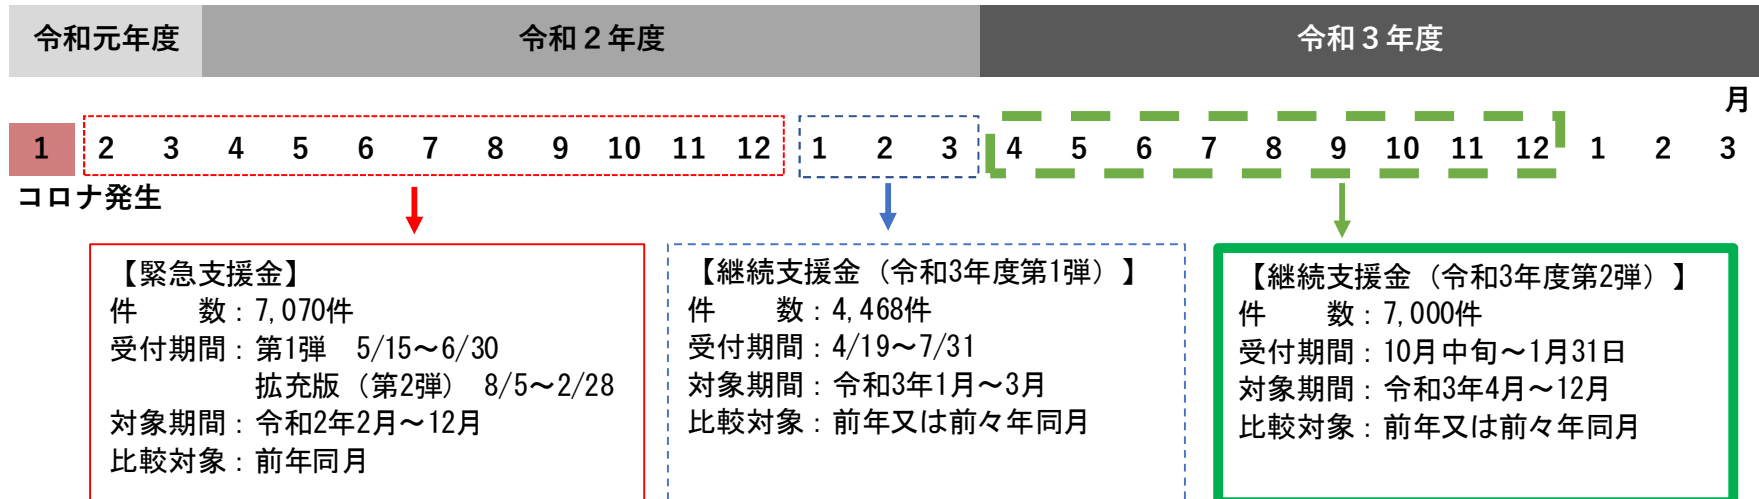 令和元年度 令和２年度 令和３年度
月
1 2 3 4 5 6 7 8 9 10 11 12 1 2 3 4 5 6 7 8 9 10 11 12 1 2 3
コロナ発生
【緊急支援金】
件　　数：7,070件
受付期間：第1弾　5/15～6/30
拡充版（第2弾）　8/5～2/28
対象期間：令和2年2月～12月
比較対象：前年同月
【継続支援金（令和3年度第1弾）】
件　　数：4,468件
受付期間：4/19～7/31
対象期間：令和3年1月～3月
比較対象：前年又は前々年同月
【継続支援金（令和3年度第2弾）】
件　　数：7,000件
受付期間：10月中旬～1月31日
対象期間：令和3年4月～12月
比較対象：前年又は前々年同月